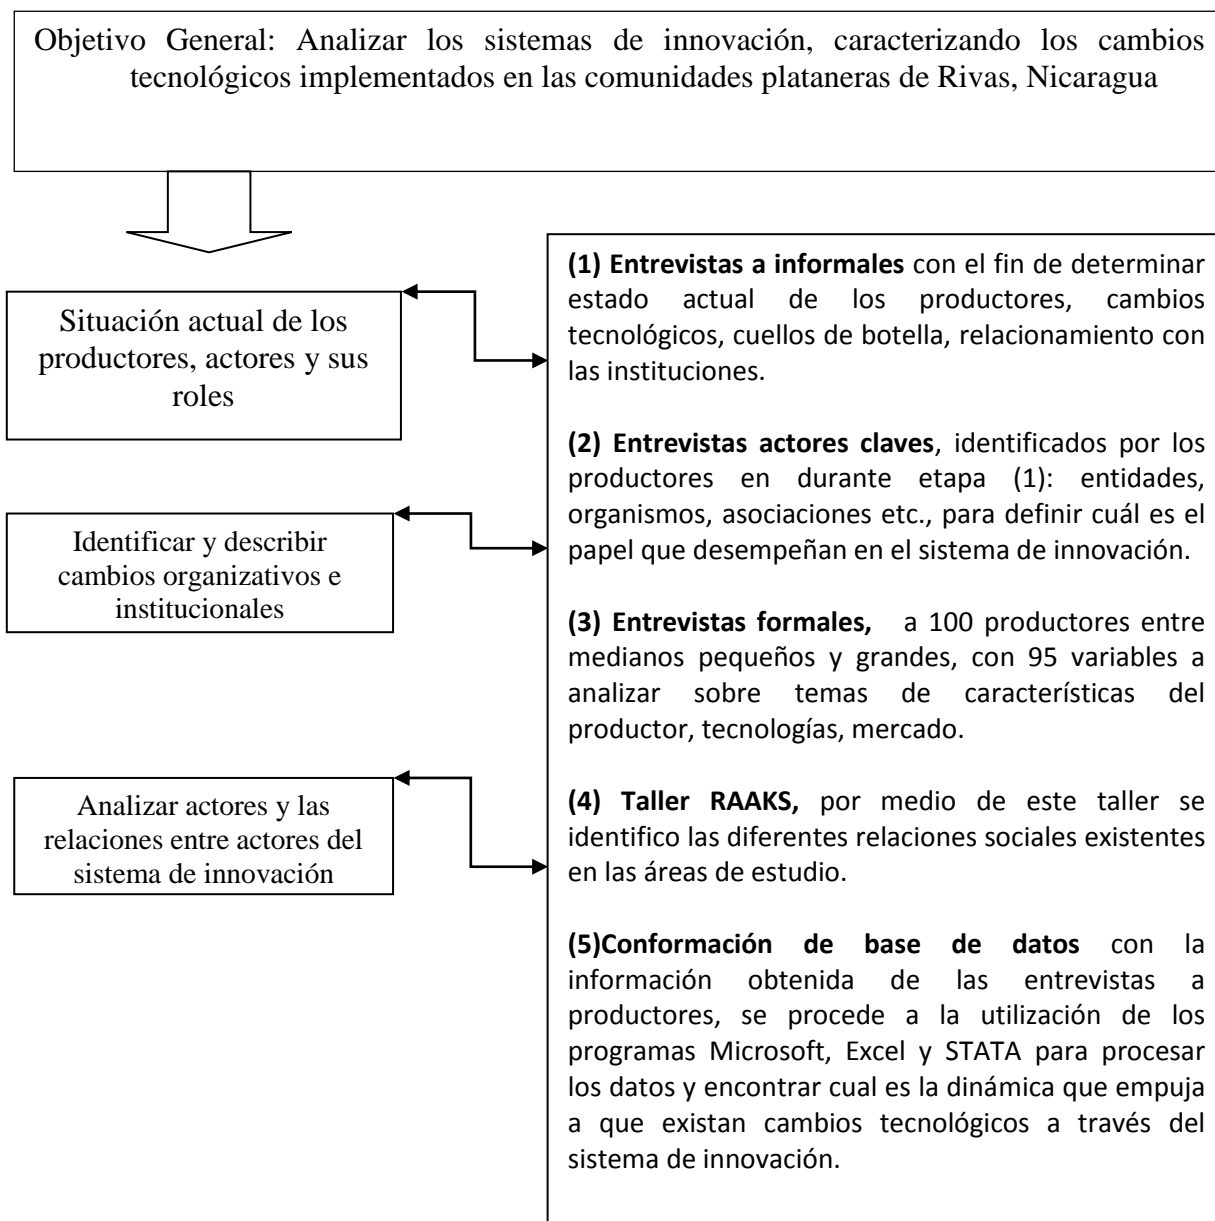 Objetivo General: Analizar los sistemas de innovación, caracterizando los cambios
tecnológicos implementados en las comunidades plataneras de Rivas, Nicaragua
Situación actual de los
productores, actores y sus
roles
Identificar y describir
cambios organizativos e
institucionales
Analizar actores y las
relaciones entre actores del
sistema de innovación
(1) Entrevistas a informales con el fin de determinar
estado actual de los productores, cambios
tecnológicos, cuellos de botella, relacionamiento con
las instituciones.
(2) Entrevistas actores claves, identificados por los
productores en durante etapa (1): entidades,
organismos, asociaciones etc., para definir cuál es el
papel que desempeñan en el sistema de innovación.
(3) Entrevistas formales, a 100 productores entre
medianos pequeños y grandes, con 95 variables a
analizar sobre temas de características del
productor, tecnologías, mercado.
(4) Taller RAAKS, por medio de este taller se
identifico las diferentes relaciones sociales existentes
en las áreas de estudio.
(5)Conformación de base de datos con la
información obtenida de las entrevistas a
productores, se procede a la utilización de los
programas Microsoft, Excel y STATA para procesar
los datos y encontrar cual es la dinámica que empuja
a que existan cambios tecnológicos a través del
sistema de innovación.